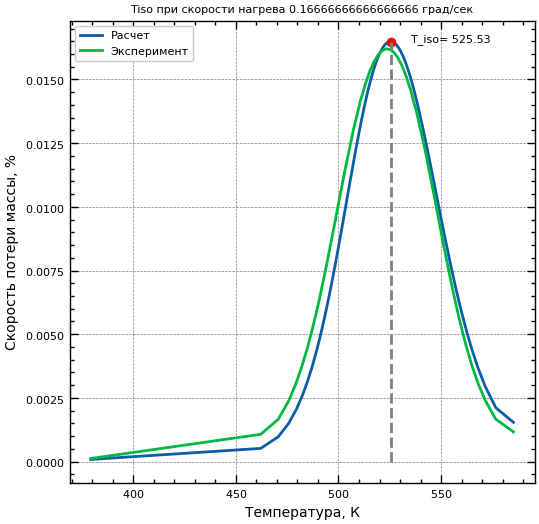 Tiso при скорости нагрева 0.16666666666666666 град/сек
Расчет
Эксперимент
T_iso= 525.53
Скорость потери массы, %
0.0150
0.0125
0.0100
0.0075
0.0050
0.0025
0.0000
400
450
500
550
Температура, К